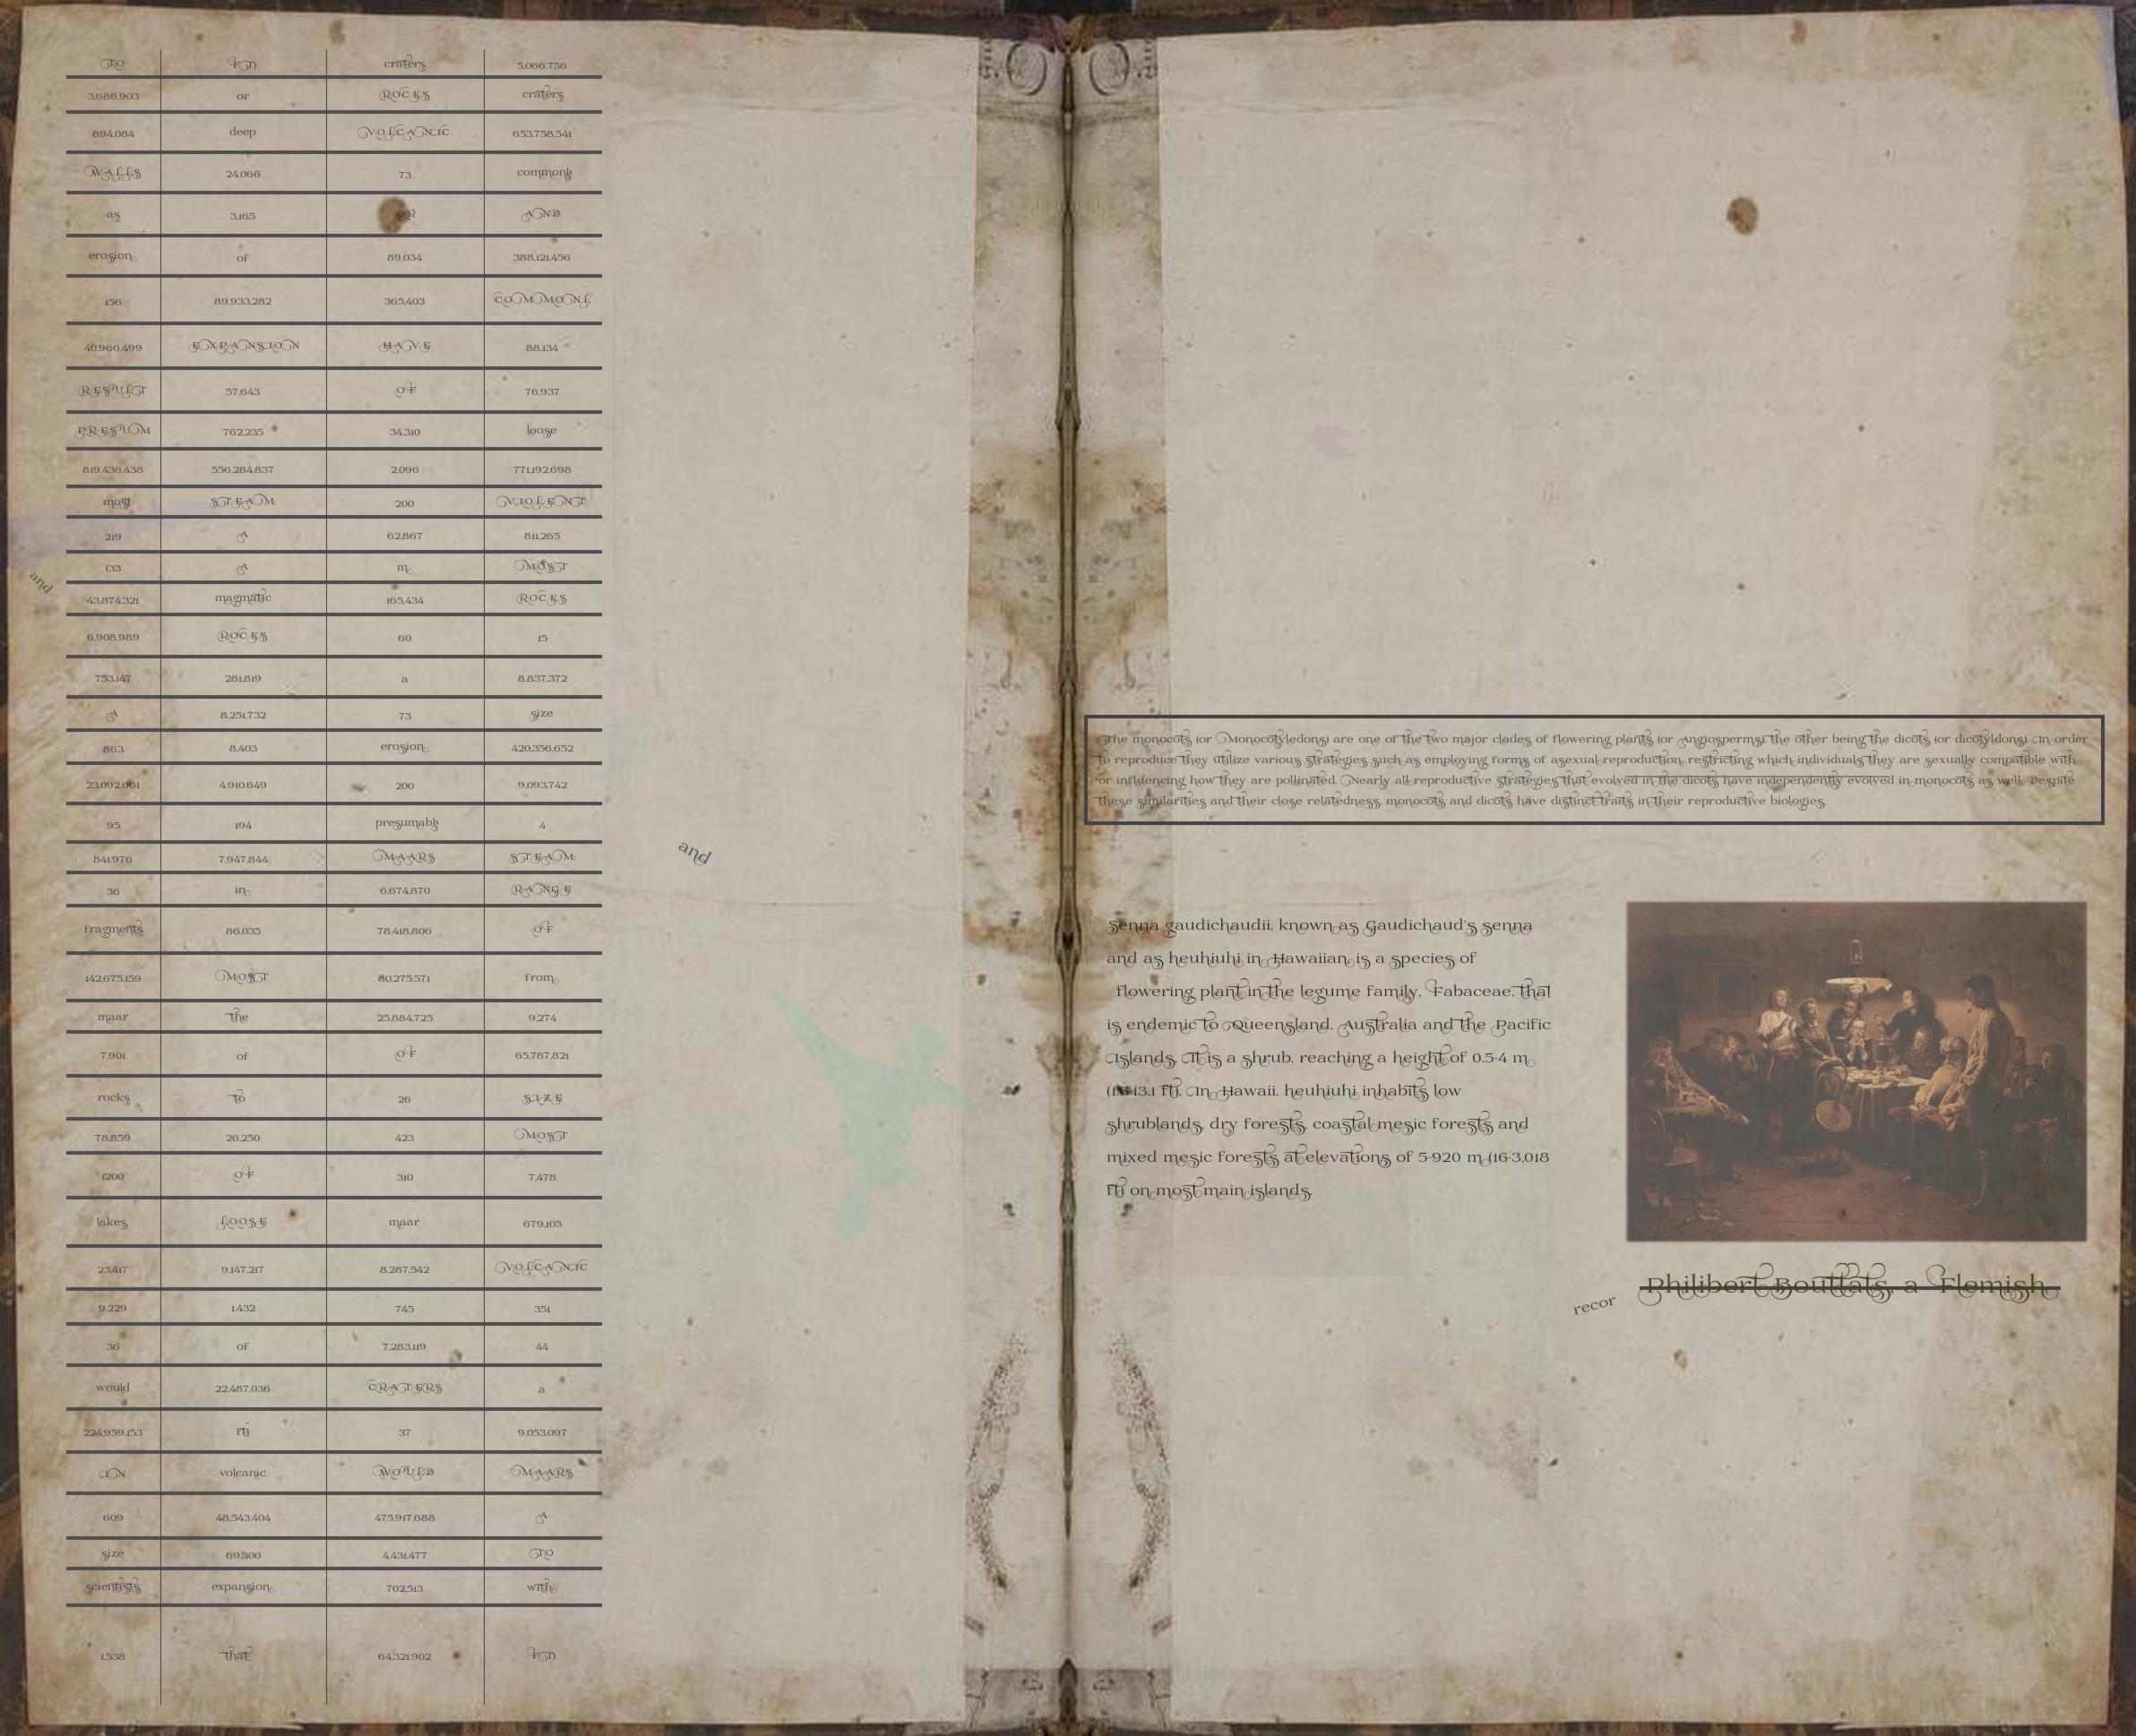 TO FT) craters 5,066,756
3,686,903 or ROCKS craters
894,084 deep VOLCANIC 653,758,541
WALLS 24,066 73 commonly
as 3,165 OR AND
erosion of 89,034 388,121,456
156 89,933,282 365,403 COMMONL
40,966,499 EXPANSION HAVE 88,134
RESULT 57,643 OF 76,937
PRESUM 762,235 34,310 loose
819,436,438 556,284,837 2,096 771,192,698
most STEAM. 200 VIOLENT
219 A 62,867 811,265
(33 A m MOST
43,874,321 magmatic 165,434 ROCKS
6,908,989 ROCKS 60 15
753,147 281,819 a 8,837,372
A 8,251,732 73 size
863 8,403 erosion 420,356,652
23,092,661 4,910,649 200 9,093,742
95 194 presumably 4
841,976 7,947,844 MAARS STEAM.
36 in 6,674,870 RANGE
fragments 86,035 78,418,806 OF
142,675,159 MOST 80,275,571 from
maar the 25,884,725 9,274
7,901 of OF 65,787,821
rocks to 26 SIZE
78,859 26,250 423 MOST
(200 OF 310 7,478
lakes LOOSE maar 679,103
23,417 9,147,217 8,287,542 VOLCANIC
9,229 1,432 745 351
36 of 7,283,119 44
would 22,487,036 CRATERS a
224,959,153 ft) 37 9,053,097
IN volcanic WOULD MAARS
609 48,543,404 475,917,688 A
size 69,300 4,431,477 TO
scientists expansion 702,513 with
1,538 that 64,321,902 FT)
and
and
The monocots (or Monocotyledons) are one of the two major clades of flowering plants (or Angiosperms), the other being the dicots (or dicotyldons). In order
to reproduce they utilize various strategies such as employing forms of asexual reproduction, restricting which individuals they are sexually compatible with,
or influencing how they are pollinated. Nearly all reproductive strategies that evolved in the dicots have independently evolved in monocots as well. Despite
these similarities and their close relatedness, monocots and dicots have distinct traits in their reproductive biologies.
Senna gaudichaudii, known as Gaudichaud's senna
and as heuhiuhi in Hawaiian, is a species of
flowering plant in the legume family, Fabaceae, that
is endemic to Queensland, Australia and the Pacific
Islands. It is a shrub, reaching a height of 0.5-4 m
(1.6-13.1 ft). In Hawaii, heuhiuhi inhabits low
shrublands, dry forests, coastal mesic forests and
mixed mesic forests at elevations of 5-920 m (16-3,018
ft) on most main islands.
Philibert Bouttats, a Flemish
recor